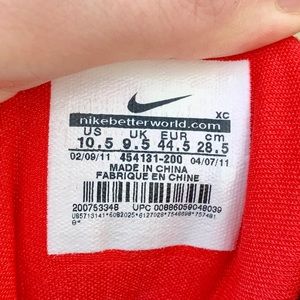 XC
nikebetterworld.com
US UK EUR cm
10.5 9.5 44.5 28.5
02/09/11 454131-200 04/07/11
MADE IN CHINA
FABRIQUE EN CHINE
200753348 UPC 00886059048039